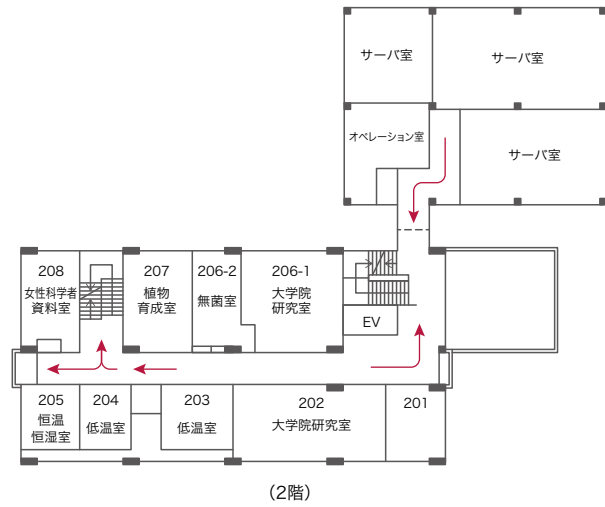 サーバ室
サーバ室
オペレーション室
サーバ室
208
女性科学者
資料室
207
植物
育成室
206-2
無菌室
206-1
大学院
研究室
EV
205
恒温
恒湿室
204
低温室
203
低温室
202
大学院研究室
201
(2階)